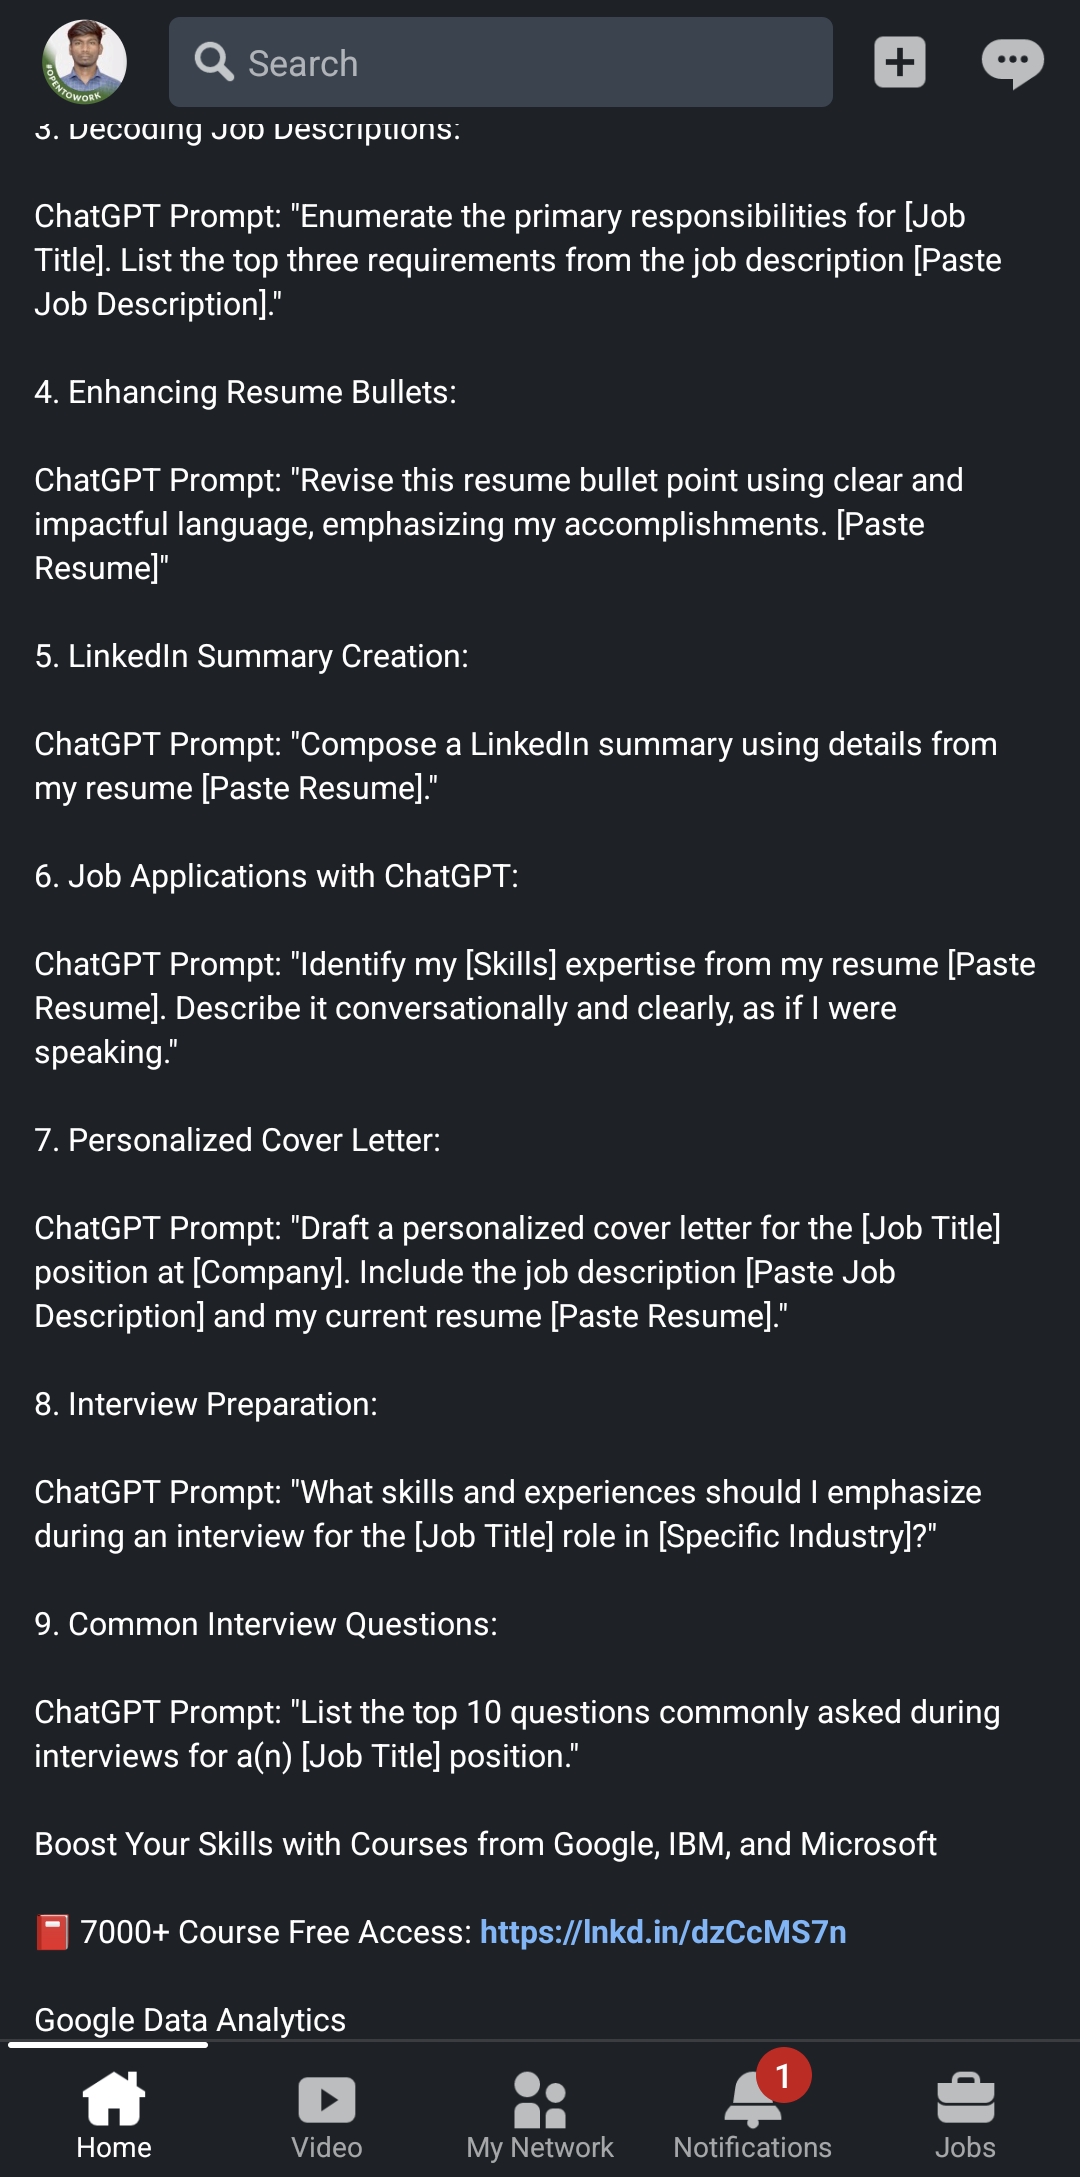 #OPENTOWORK
Search
3. Decoding Job Descriptions:
ChatGPT Prompt: "Enumerate the primary responsibilities for [Job
Title]. List the top three requirements from the job description [Paste
Job Description]."
4. Enhancing Resume Bullets:
ChatGPT Prompt: "Revise this resume bullet point using clear and
impactful language, emphasizing my accomplishments. [Paste
Resume]"
5. LinkedIn Summary Creation:
ChatGPT Prompt: "Compose a LinkedIn summary using details from
my resume [Paste Resume]."
6. Job Applications with ChatGPT:
ChatGPT Prompt: "Identify my [Skills] expertise from my resume [Paste
Resume]. Describe it conversationally and clearly, as if I were
speaking."
7. Personalized Cover Letter:
ChatGPT Prompt: "Draft a personalized cover letter for the [Job Title]
position at [Company]. Include the job description [Paste Job
Description] and my current resume [Paste Resume]."
8. Interview Preparation:
ChatGPT Prompt: "What skills and experiences should I emphasize
during an interview for the [Job Title] role in [Specific Industry]?"
9. Common Interview Questions:
ChatGPT Prompt: "List the top 10 questions commonly asked during
interviews for a(n) [Job Title] position."
Boost Your Skills with Courses from Google, IBM, and Microsoft
📕 7000+ Course Free Access: https://lnkd.in/dzCcMS7n
Google Data Analytics
1
Home Video My Network Notifications Jobs